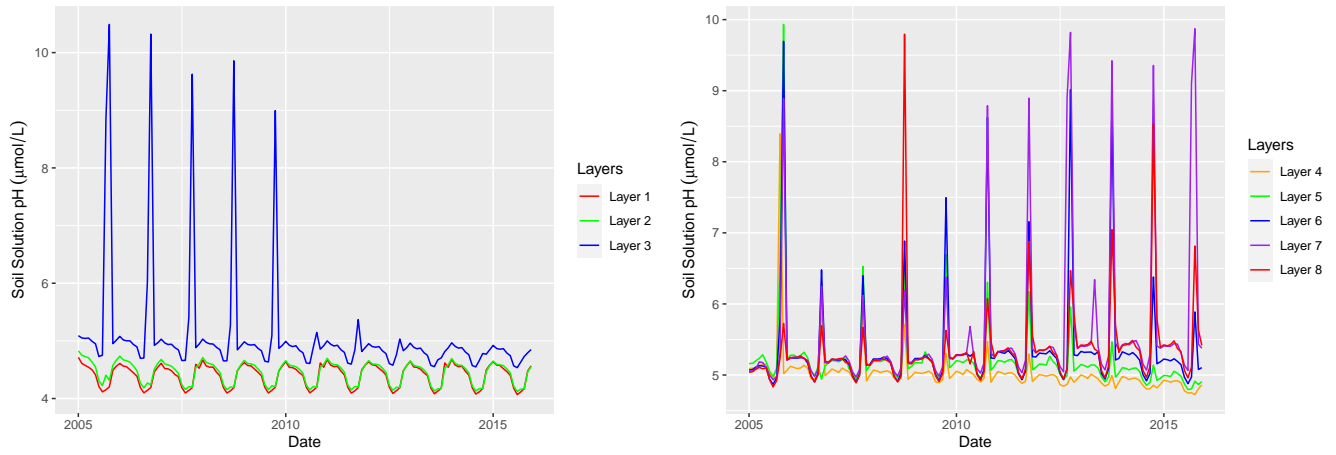 10
8
6
4
Soil Solution pH (μmol/L)
2005
2010
2015
Date
Layers
Layer 1
Layer 2
Layer 3
10
9
8
7
6
5
Soil Solution pH (μmol/L)
2005
2010
2015
Date
Layers
Layer 4
Layer 5
Layer 6
Layer 7
Layer 8